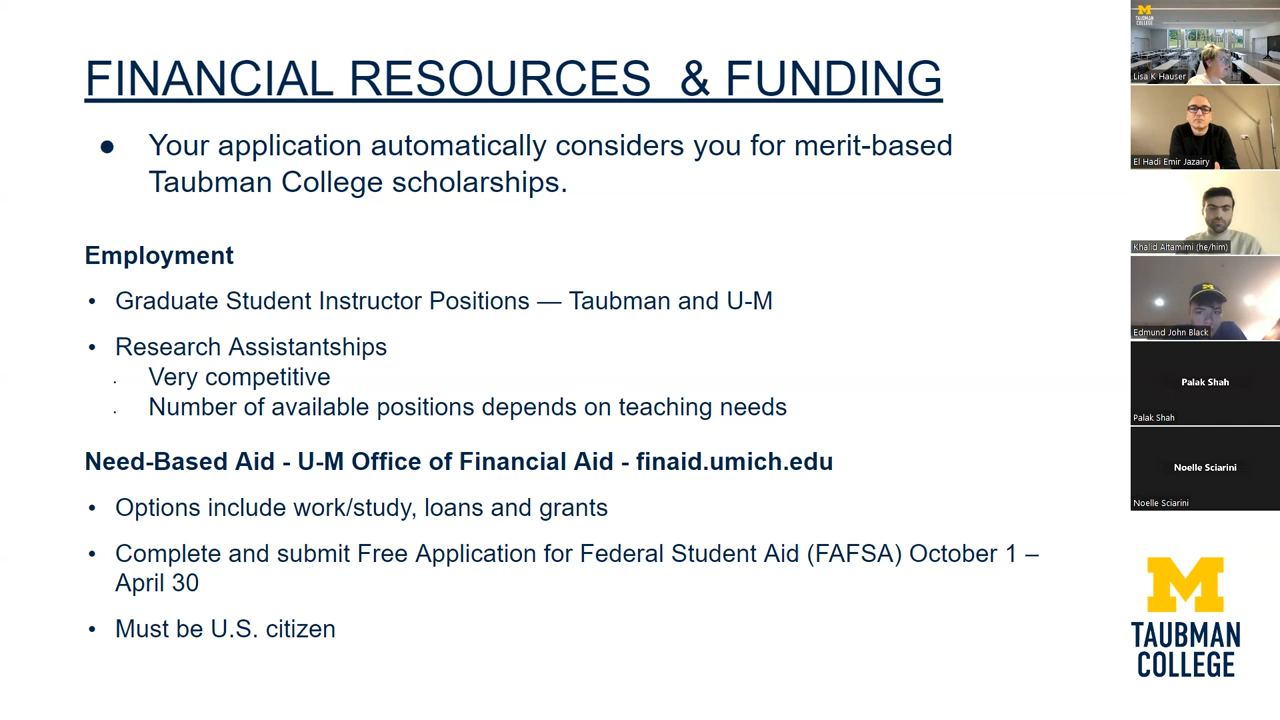 FINANCIAL RESOURCES & FUNDING
● Your application automatically considers you for merit-based
Taubman College scholarships.
Employment
• Graduate Student Instructor Positions — Taubman and U-M
• Research Assistantships
· Very competitive
· Number of available positions depends on teaching needs
Need-Based Aid - U-M Office of Financial Aid - finaid.umich.edu
• Options include work/study, loans and grants
• Complete and submit Free Application for Federal Student Aid (FAFSA) October 1 –
April 30
• Must be U.S. citizen
M
TAUBMAN
COLLEGE
Lisa K Hauser
El Hadi Emir Jazairy
Khalid Altamimi (he/him)
Edmund John Black
Palak Shah
Palak Shah
Noelle Sciarini
Noelle Sciarini
M
TAUBMAN
COLLEGE